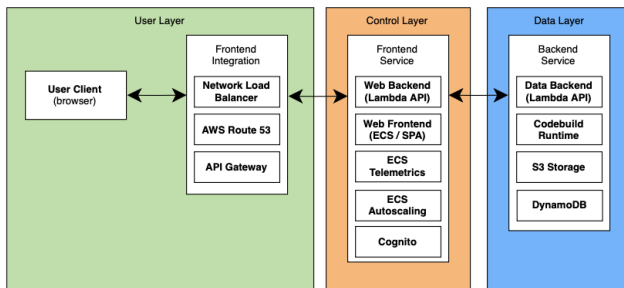 User Layer
Control Layer
Data Layer
Frontend
Integration
Frontend
Service
Backend
Service
User Client
(browser)
Network Load
Balancer
AWS Route 53
API Gateway
Web Backend
(Lambda API)
Web Frontend
(ECS / SPA)
ECS
Telemetrics
ECS
Autoscaling
Cognito
Data Backend
(Lambda API)
Codebuild
Runtime
S3 Storage
DynamoDB